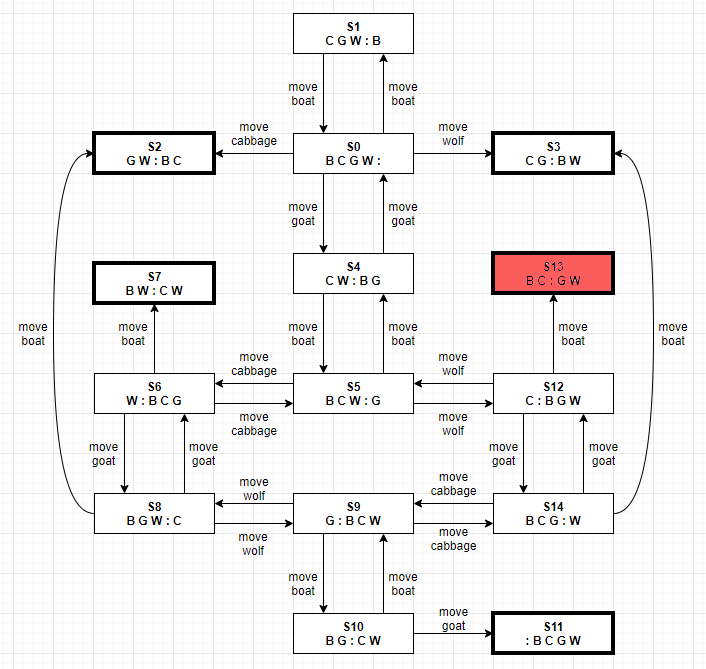 S1
C G W : B
move
boat
move
boat
move
cabbage
move
wolf
S2
G W : B C
S0
B C G W :
S3
C G : B W
move
goat
move
goat
S7
B W : C W
S4
C W : B G
S13
B C : G W
move
boat
move
boat
move
boat
move
boat
move
boat
move
boat
move
cabbage
move
wolf
S6
W : B C G
S5
B C W : G
S12
C : B G W
move
cabbage
move
wolf
move
goat
move
goat
move
goat
move
goat
move
wolf
move
cabbage
S8
B G W : C
S9
G : B C W
S14
B C G : W
move
wolf
move
cabbage
move
boat
move
boat
S10
B G : C W
move
goat
S11
: B C G W